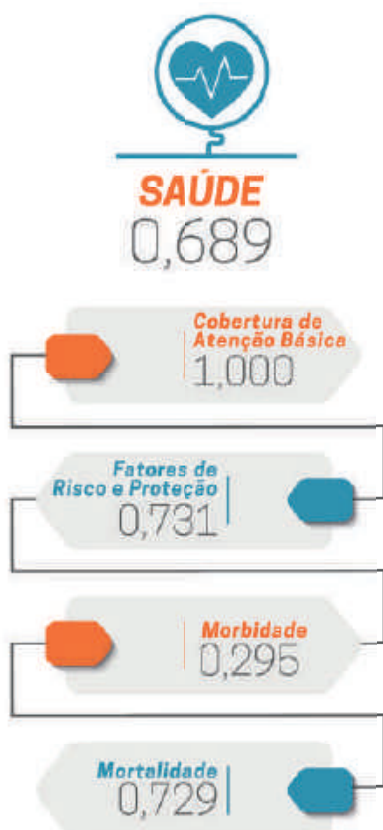 SAÚDE
0,689
Cobertura de
Atenção Básica
1,000
Fatores de
Risco e Proteção
0,731
Morbidade
0,295
Mortalidade
0,729